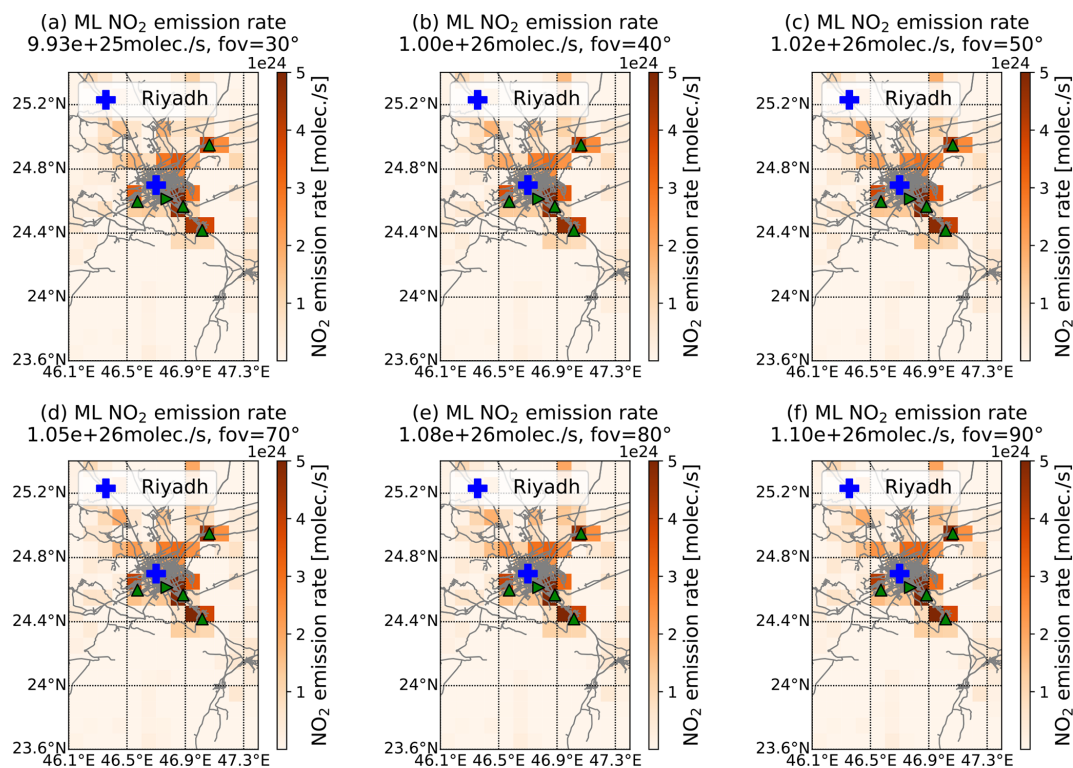 (a) ML NO₂ emission rate
9.93e+25molec./s, fov=30°
1e24
Riyadh
25.2°N
24.8°N
24.4°N
24°N
23.6°N
46.1°E 46.5°E 46.9°E 47.3°E
5
4
3
2
1
NO₂ emission rate [molec./s]
(b) ML NO₂ emission rate
1.00e+26molec./s, fov=40°
1e24
Riyadh
25.2°N
24.8°N
24.4°N
24°N
23.6°N
46.1°E 46.5°E 46.9°E 47.3°E
5
4
3
2
1
NO₂ emission rate [molec./s]
(c) ML NO₂ emission rate
1.02e+26molec./s, fov=50°
1e24
Riyadh
25.2°N
24.8°N
24.4°N
24°N
23.6°N
46.1°E 46.5°E 46.9°E 47.3°E
5
4
3
2
1
NO₂ emission rate [molec./s]
(d) ML NO₂ emission rate
1.05e+26molec./s, fov=70°
1e24
Riyadh
25.2°N
24.8°N
24.4°N
24°N
23.6°N
46.1°E 46.5°E 46.9°E 47.3°E
5
4
3
2
1
NO₂ emission rate [molec./s]
(e) ML NO₂ emission rate
1.08e+26molec./s, fov=80°
1e24
Riyadh
25.2°N
24.8°N
24.4°N
24°N
23.6°N
46.1°E 46.5°E 46.9°E 47.3°E
5
4
3
2
1
NO₂ emission rate [molec./s]
(f) ML NO₂ emission rate
1.10e+26molec./s, fov=90°
1e24
Riyadh
25.2°N
24.8°N
24.4°N
24°N
23.6°N
46.1°E 46.5°E 46.9°E 47.3°E
5
4
3
2
1
NO₂ emission rate [molec./s]